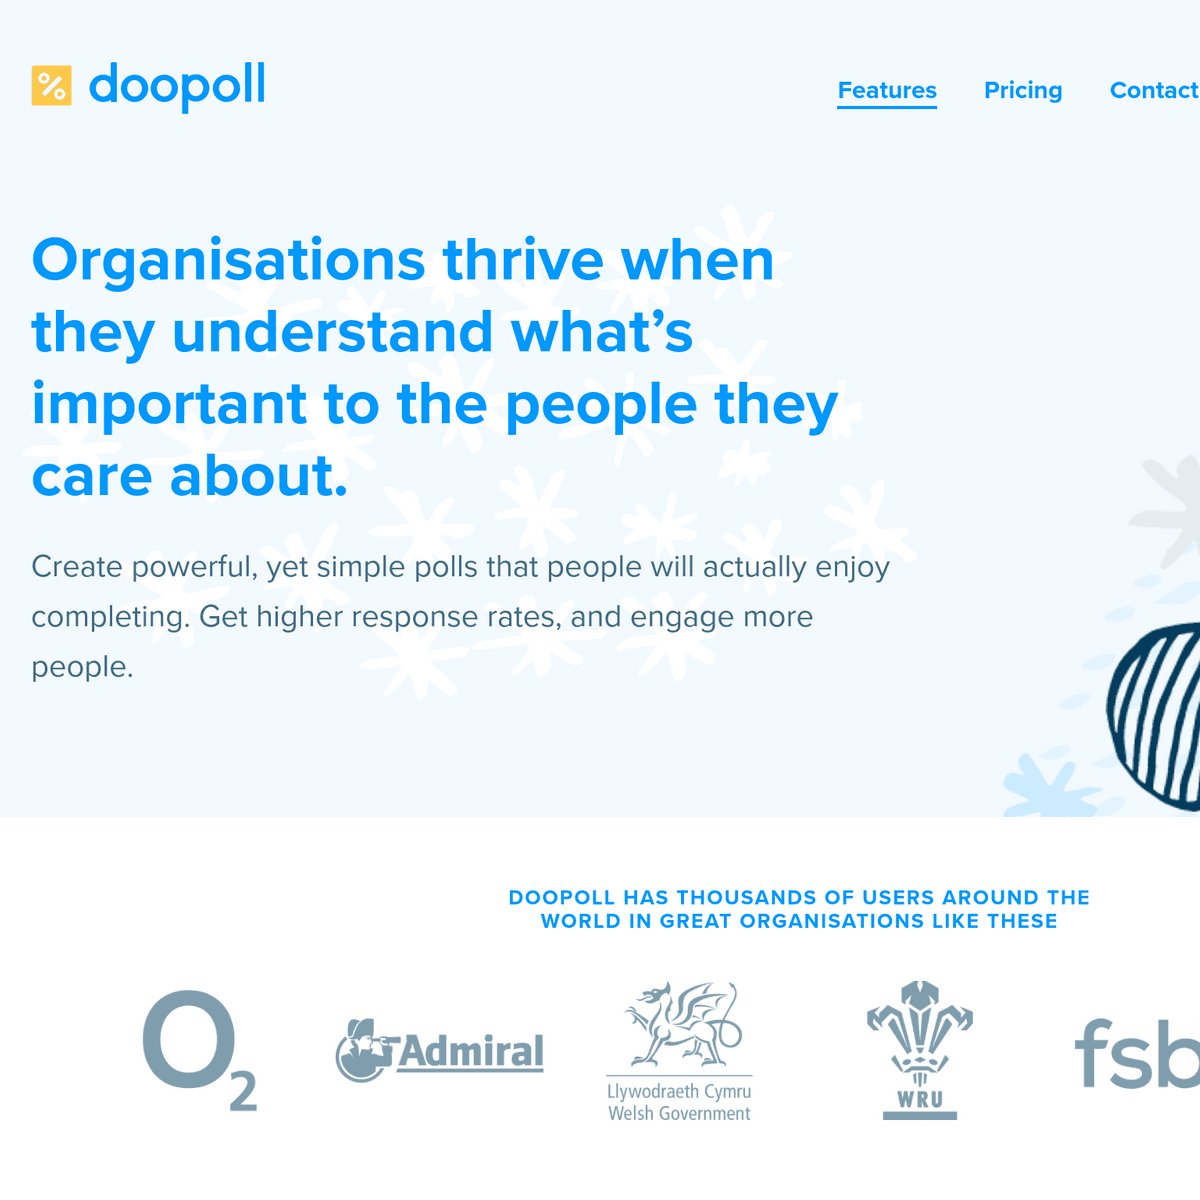 doopoll
Features Pricing Contact
Organisations thrive when
they understand what’s
important to the people they
care about.
Create powerful, yet simple polls that people will actually enjoy
completing. Get higher response rates, and engage more
people.
DOOPOLL HAS THOUSANDS OF USERS AROUND THE
WORLD IN GREAT ORGANISATIONS LIKE THESE
O2
Admiral
Llywodraeth Cymru
Welsh Government
WRU
fsb